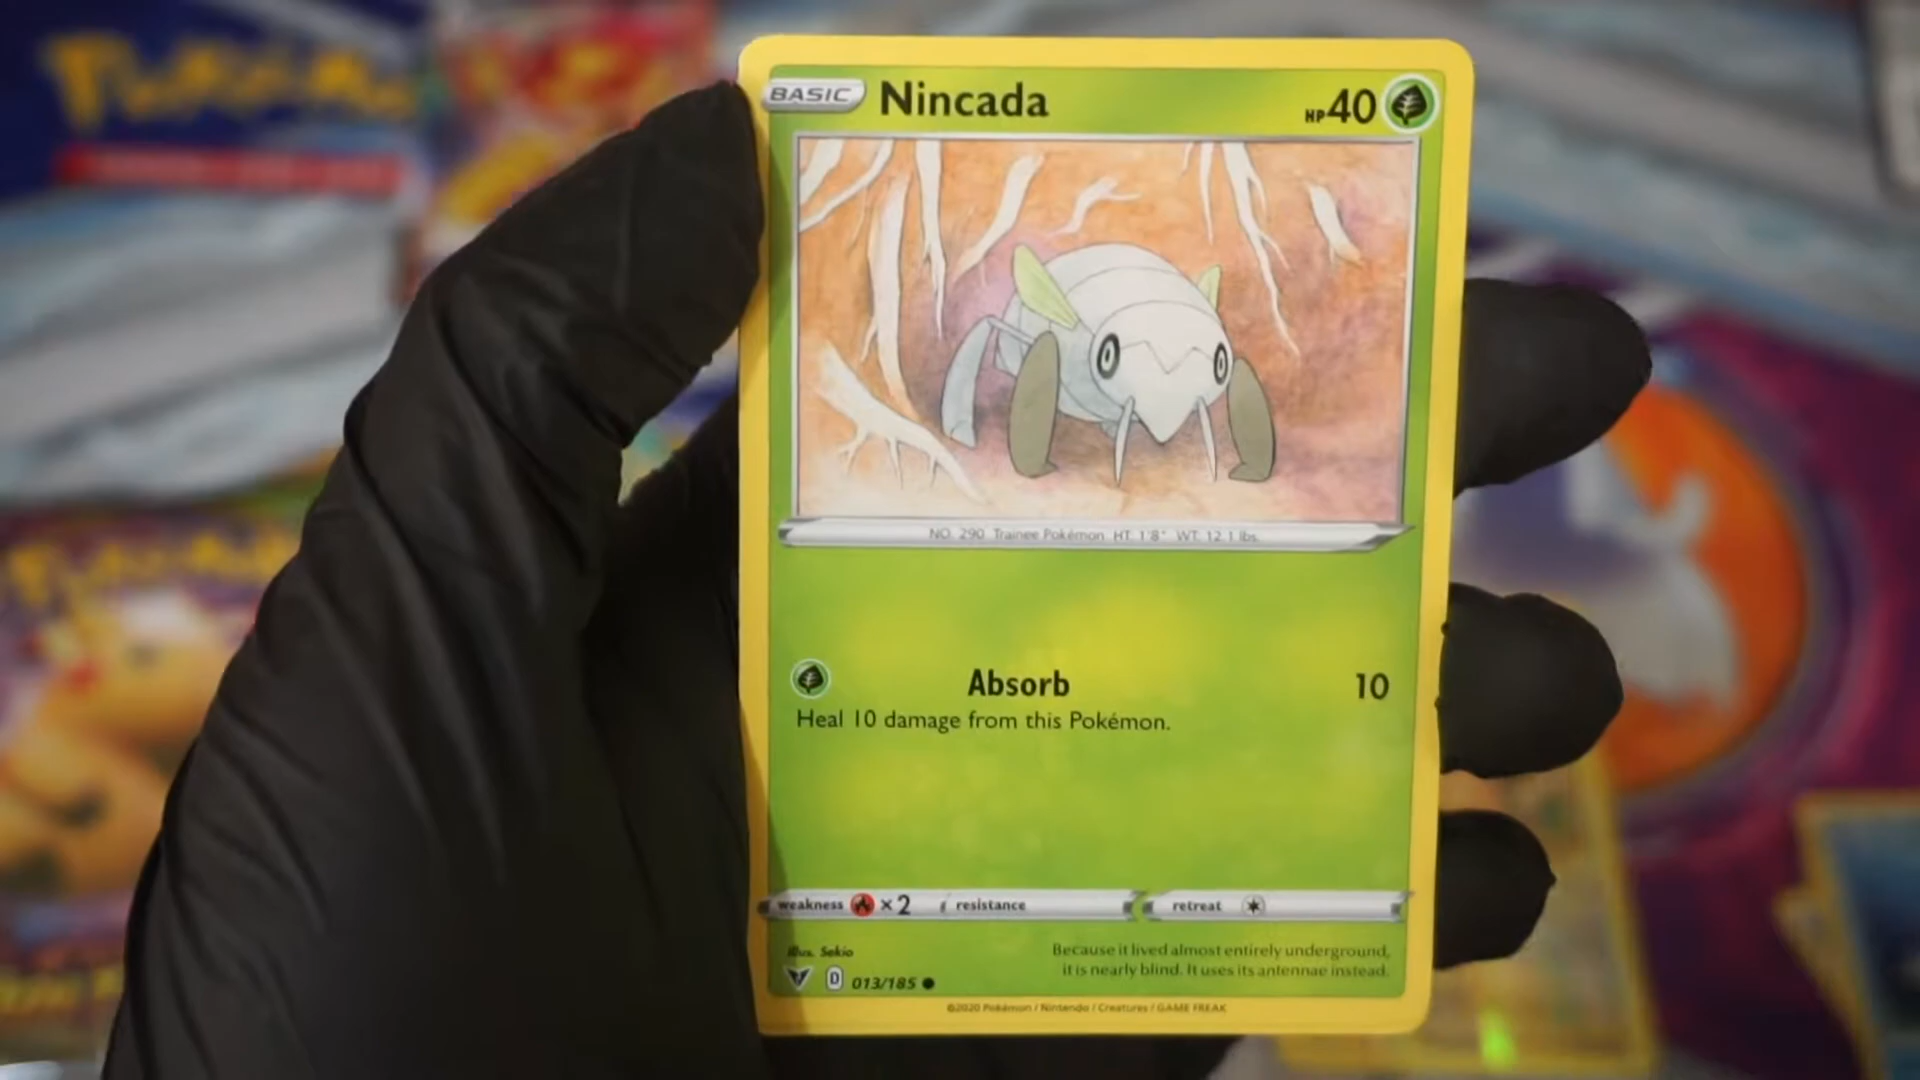 BASIC Nincada HP40
NO. 290 Trainee Pokémon HT 1'8" WT 12.1 lbs.
Absorb 10
Heal 10 damage from this Pokémon.
weakness ×2 resistance retreat
Illus. Sekio
Because it lived almost entirely underground,
it is nearly blind. It uses its antennae instead.
D 013/185
©2020 Pokémon / Nintendo / Creatures / GAME FREAK